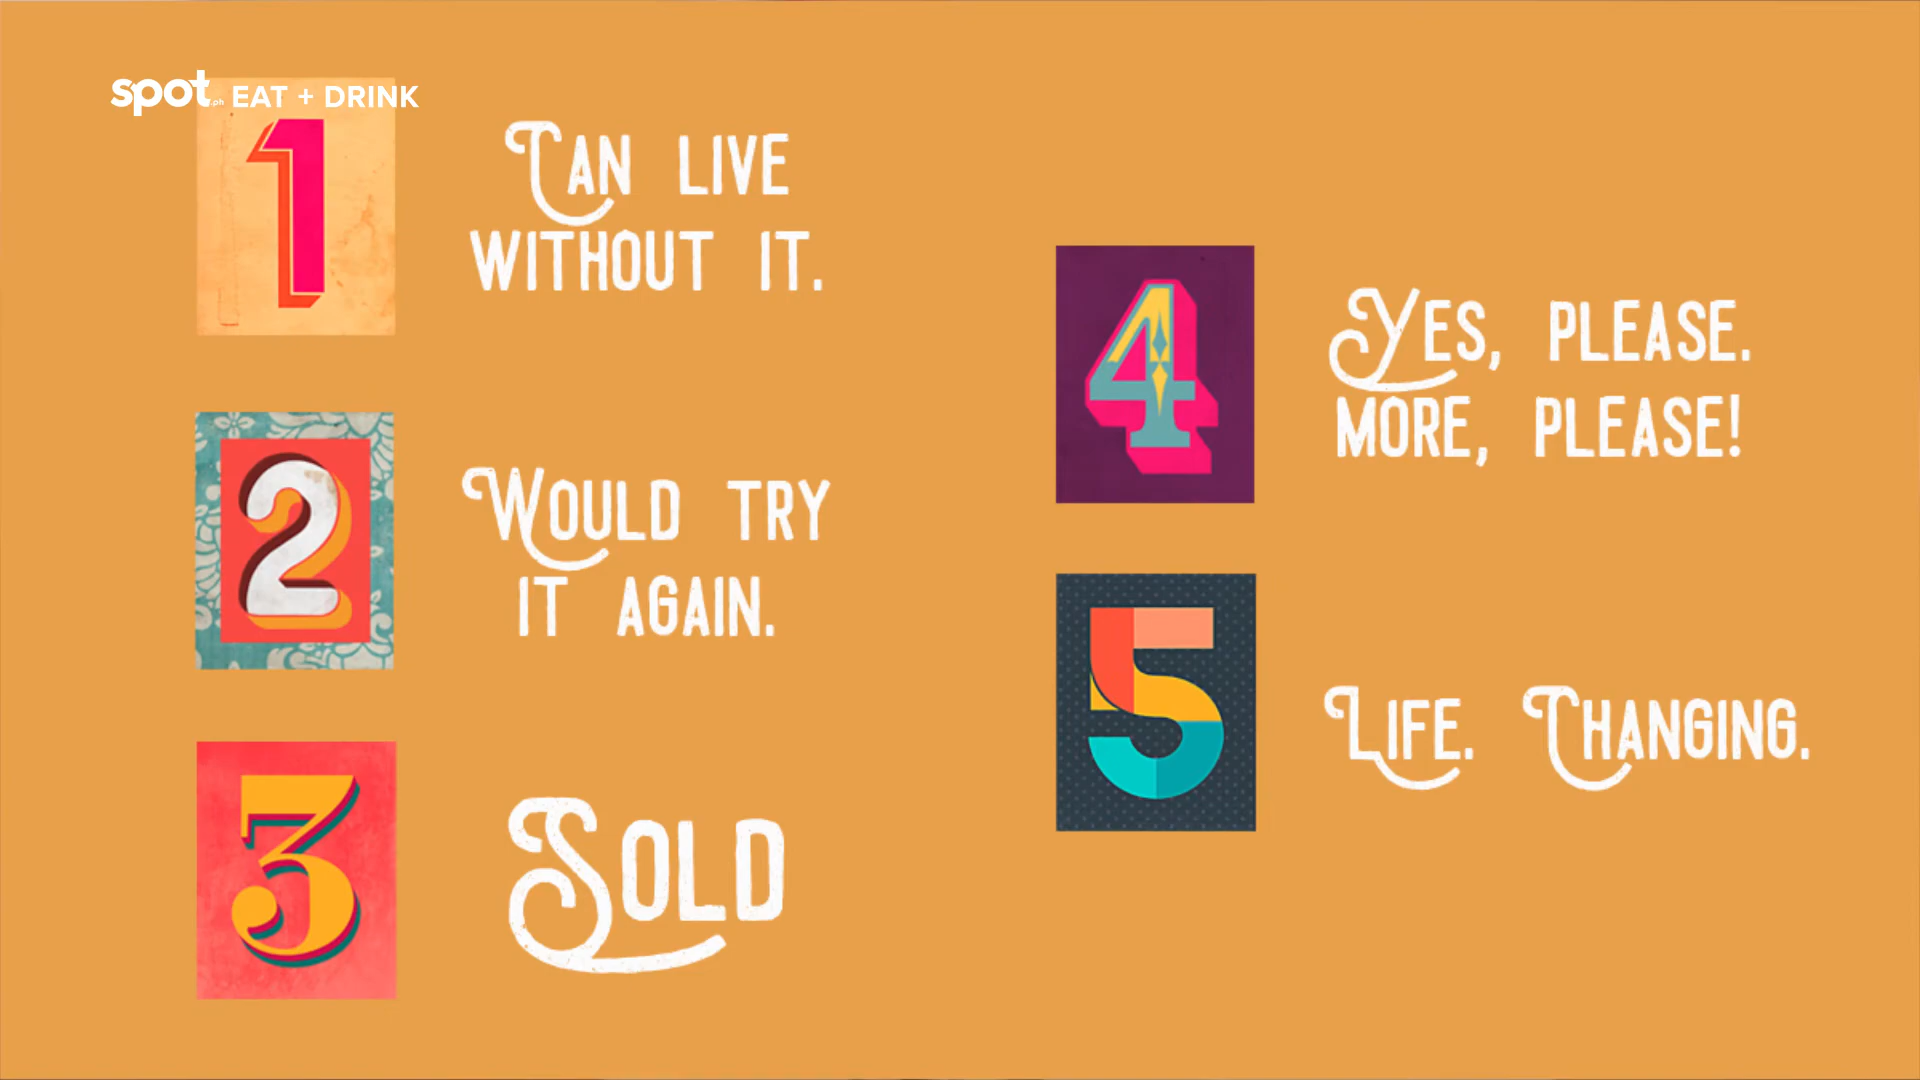 spot.ph EAT + DRINK
1
CAN LIVE
WITHOUT IT.
2
WOULD TRY
IT AGAIN.
3
SOLD
4
YES, PLEASE.
MORE, PLEASE!
5
LIFE. CHANGING.